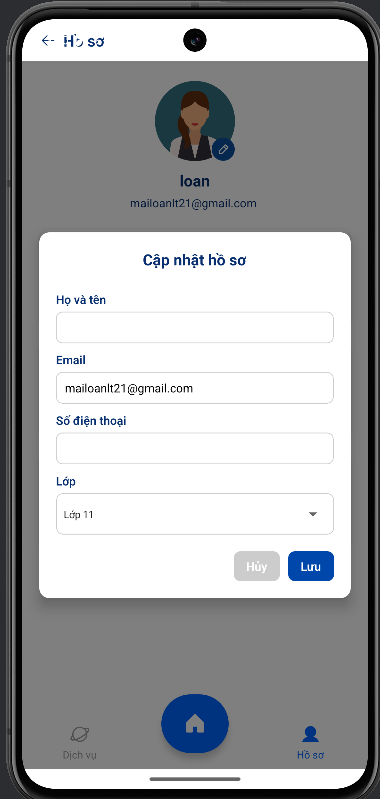 Hồ sơ
loan
mailoanlt21@gmail.com
Cập nhật hồ sơ
Họ và tên
Email
mailoanlt21@gmail.com
Số điện thoại
Lớp
Lớp 11
Hủy Lưu
Dịch vụ Hồ sơ